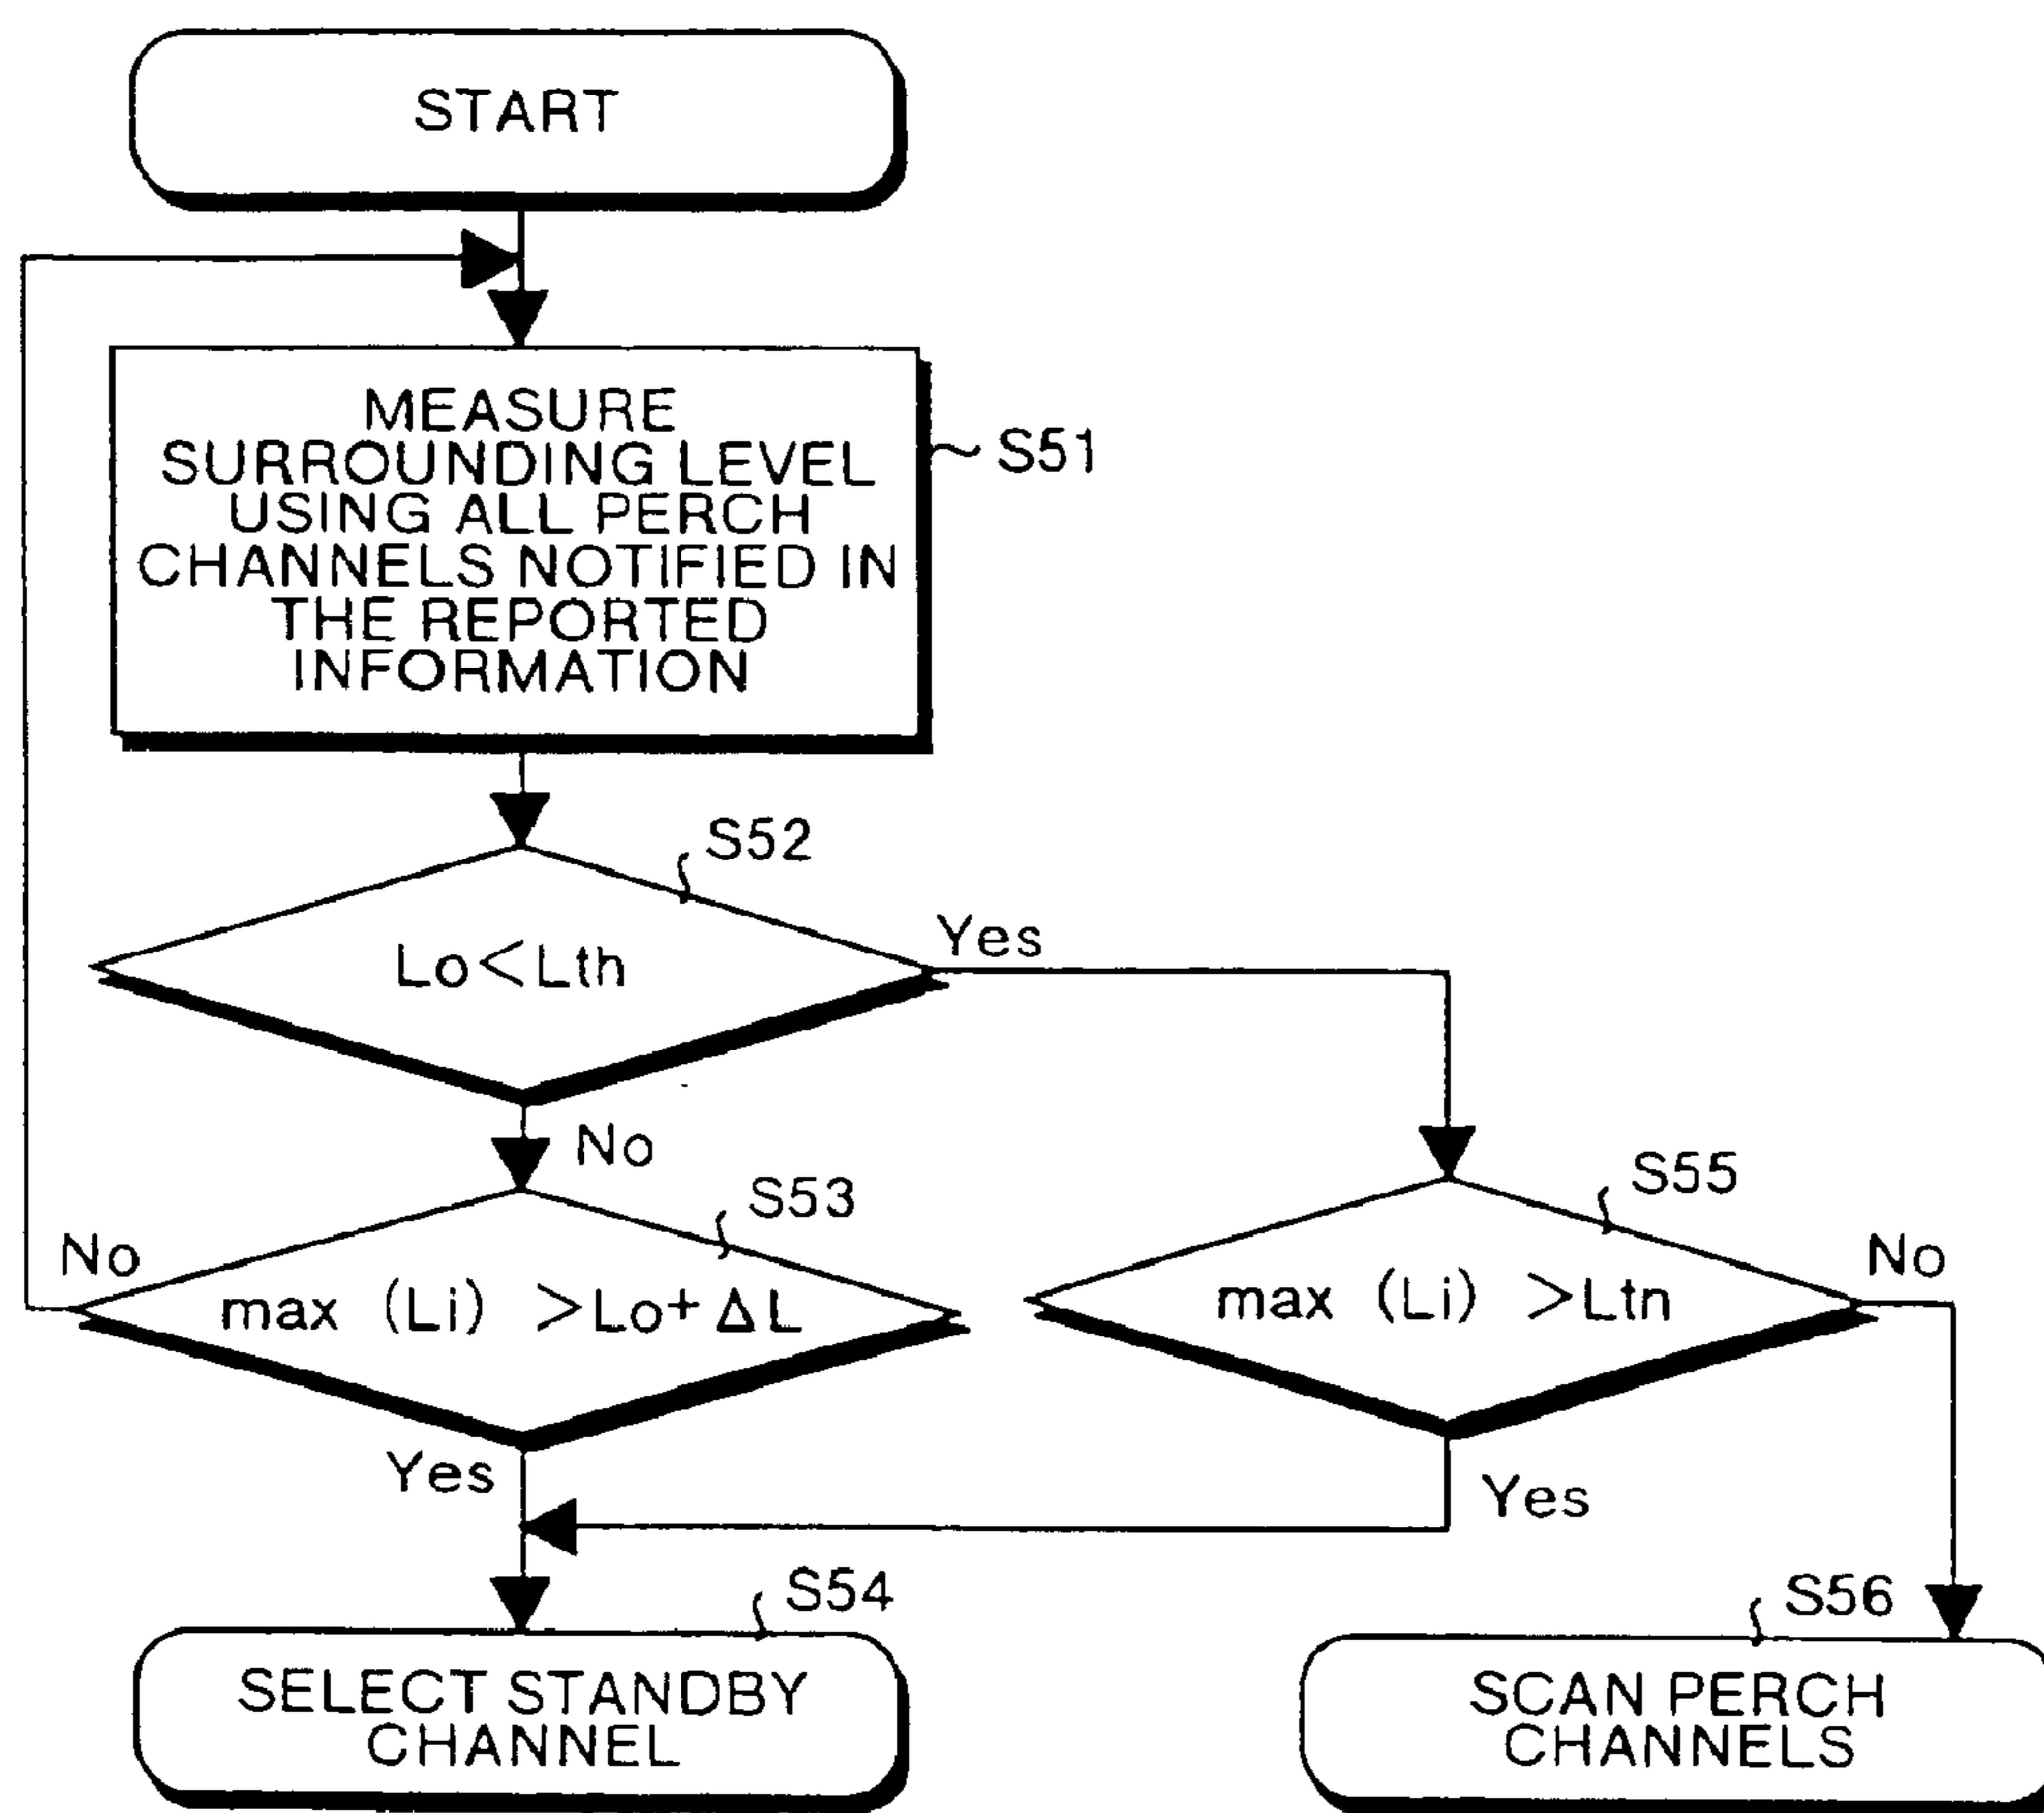 START
MEASURE
SURROUNDING LEVEL
USING ALL PERCH
CHANNELS NOTIFIED IN
THE REPORTED
INFORMATION
S51
S52
Lo<Lth
Yes
No
S53
max (Li) >Lo+ΔL
No
Yes
S55
max (Li) >Ltn
No
Yes
S54
SELECT STANDBY
CHANNEL
S56
SCAN PERCH
CHANNELS